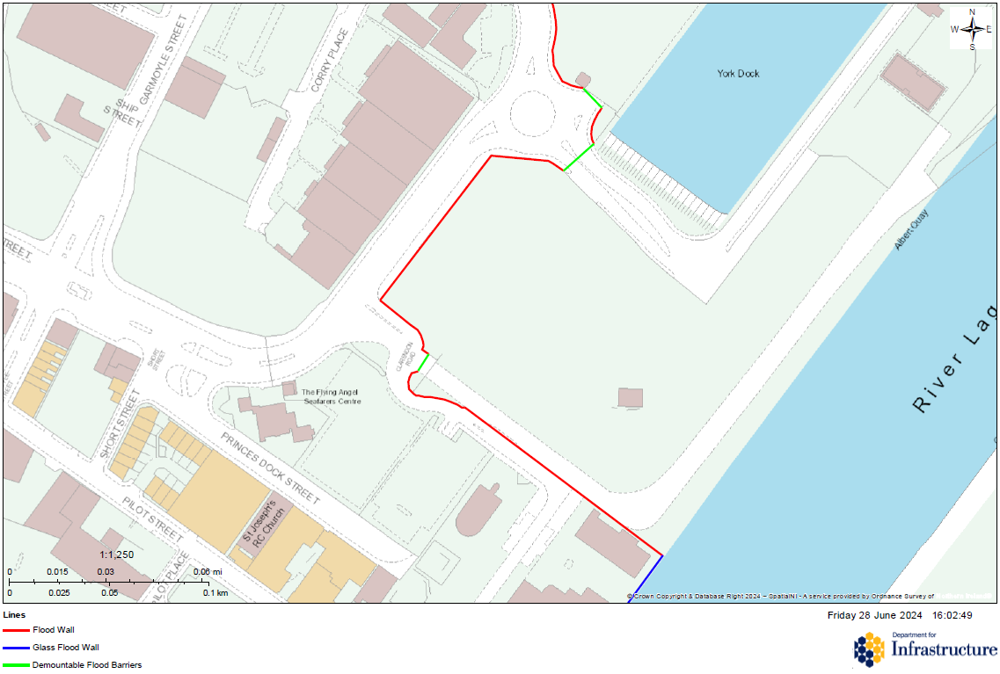 N
W E
S
York Dock
GARMOYLE STREET
CORRY PLACE
SHIP
STREET
Albert Quay
River Lag
REET
SHORT
STREET
CLARENDON
ROAD
The Flying Angel
Seafarers Centre
SHORT STREET
PRINCES DOCK STREET
St Joseph's
RC Church
PILOT STREET
PILOT PLACE
1:1,250
0 0.015 0.03 0.06 mi
0 0.025 0.05 0.1 km
© Crown Copyright & Database Right 2024 – SpatialNI - A service provided by Ordnance Survey of
Lines
Flood Wall
Glass Flood Wall
Demountable Flood Barriers
Friday 28 June 2024 16:02:49
Department for
Infrastructure